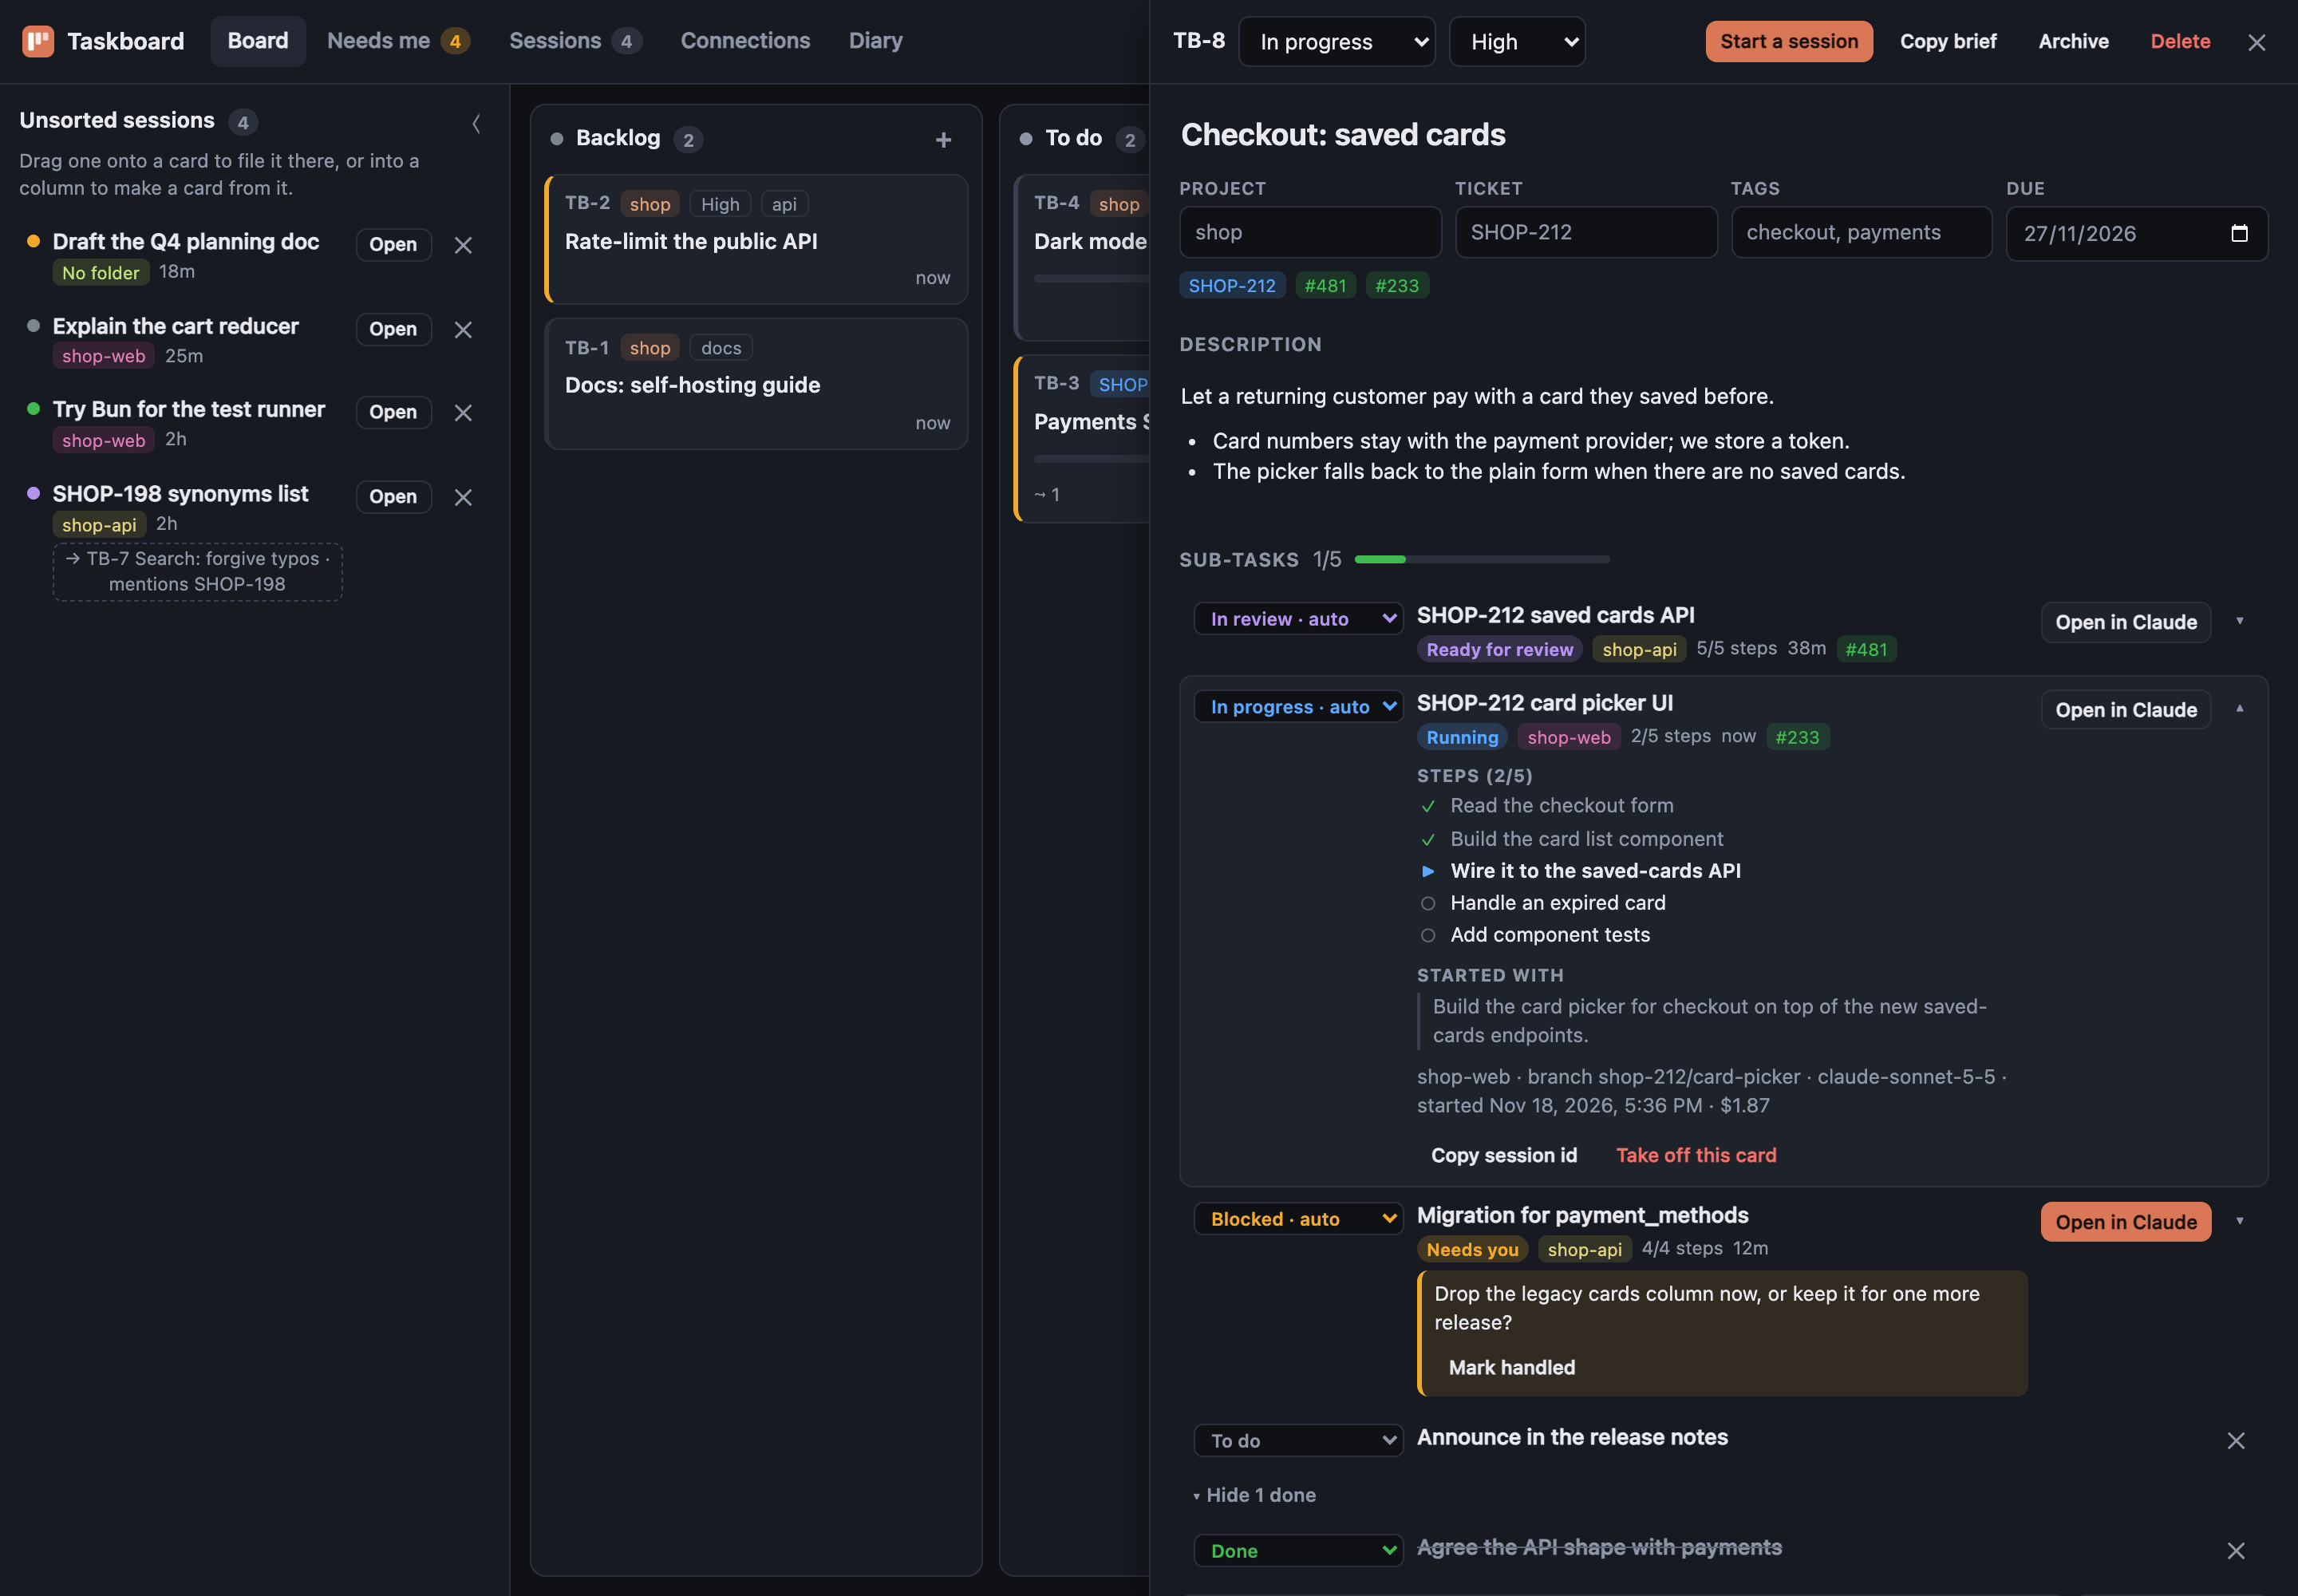 Taskboard
Board
Needs me 4
Sessions 4
Connections
Diary
Unsorted sessions 4
Drag one onto a card to file it there, or into a
column to make a card from it.
Draft the Q4 planning doc
Open
No folder 18m
Explain the cart reducer
Open
shop-web 25m
Try Bun for the test runner
Open
shop-web 2h
SHOP-198 synonyms list
Open
shop-api 2h
→ TB-7 Search: forgive typos ·
mentions SHOP-198
Backlog 2
+
TB-2 shop High api
Rate-limit the public API
now
TB-1 shop docs
Docs: self-hosting guide
now
To do 2
TB-4 shop
Dark mode
TB-3 SHOP
Payments
1
TB-8 In progress High
Start a session
Copy brief
Archive
Delete
Checkout: saved cards
PROJECT TICKET TAGS DUE
shop SHOP-212 checkout, payments 27/11/2026
SHOP-212 #481 #233
DESCRIPTION
Let a returning customer pay with a card they saved before.
• Card numbers stay with the payment provider; we store a token.
• The picker falls back to the plain form when there are no saved cards.
SUB-TASKS 1/5
In review · auto
SHOP-212 saved cards API
Open in Claude
Ready for review shop-api 5/5 steps 38m #481
In progress · auto
SHOP-212 card picker UI
Open in Claude
Running shop-web 2/5 steps now #233
STEPS (2/5)
Read the checkout form
Build the card list component
Wire it to the saved-cards API
Handle an expired card
Add component tests
STARTED WITH
Build the card picker for checkout on top of the new saved-
cards endpoints.
shop-web · branch shop-212/card-picker · claude-sonnet-5-5 ·
started Nov 18, 2026, 5:36 PM · $1.87
Copy session id
Take off this card
Blocked · auto
Migration for payment_methods
Open in Claude
Needs you shop-api 4/4 steps 12m
Drop the legacy cards column now, or keep it for one more
release?
Mark handled
To do
Announce in the release notes
Hide 1 done
Done
Agree the API shape with payments